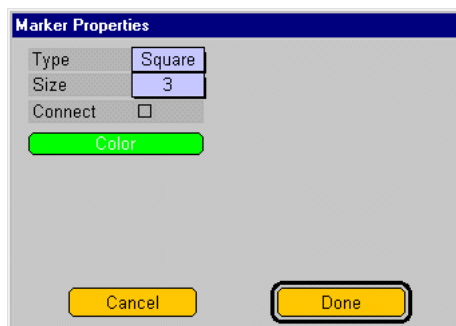 Marker Properties
Type Square
Size 3
Connect
Color
Cancel Done